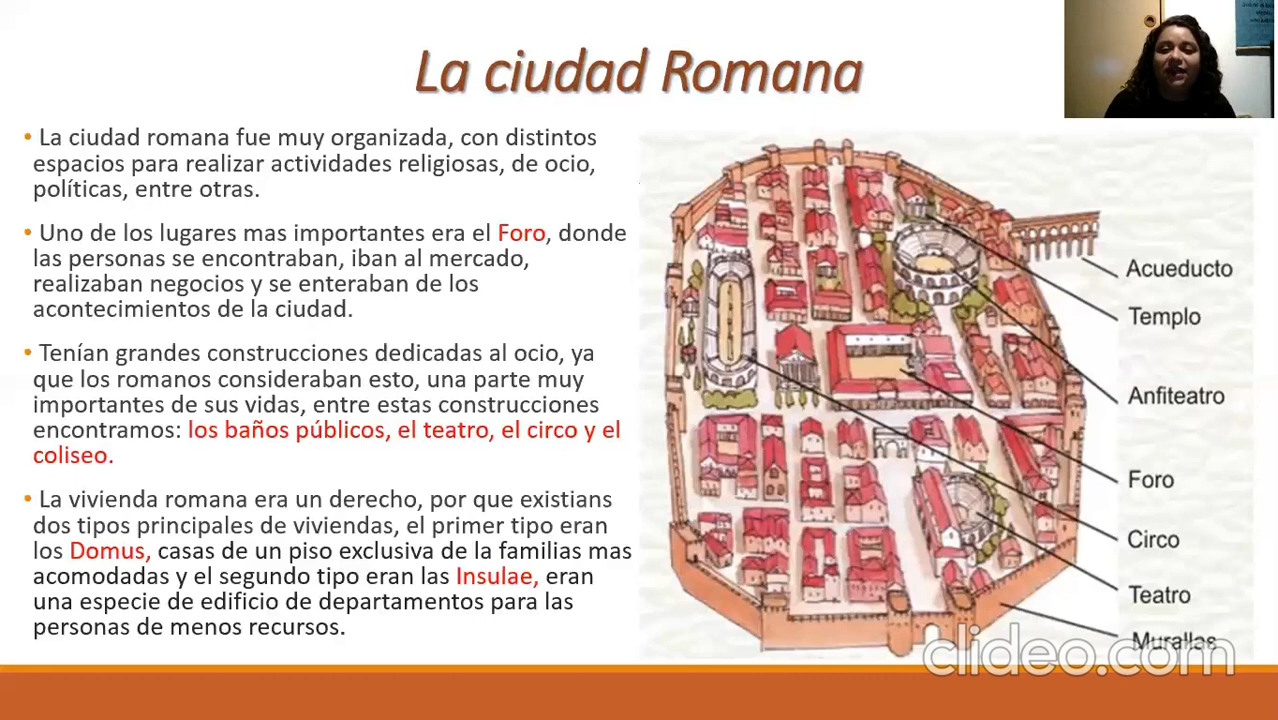 La ciudad Romana
• La ciudad romana fue muy organizada, con distintos
espacios para realizar actividades religiosas, de ocio,
políticas, entre otras.
• Uno de los lugares mas importantes era el Foro, donde
las personas se encontraban, iban al mercado,
realizaban negocios y se enteraban de los
acontecimientos de la ciudad.
• Tenían grandes construcciones dedicadas al ocio, ya
que los romanos consideraban esto, una parte muy
importantes de sus vidas, entre estas construcciones
encontramos: los baños públicos, el teatro, el circo y el
coliseo.
• La vivienda romana era un derecho, por que existians
dos tipos principales de viviendas, el primer tipo eran
los Domus, casas de un piso exclusiva de la familias mas
acomodadas y el segundo tipo eran las Insulae, eran
una especie de edificio de departamentos para las
personas de menos recursos.
Acueducto
Templo
Anfiteatro
Foro
Circo
Teatro
Murallas
clideo.com